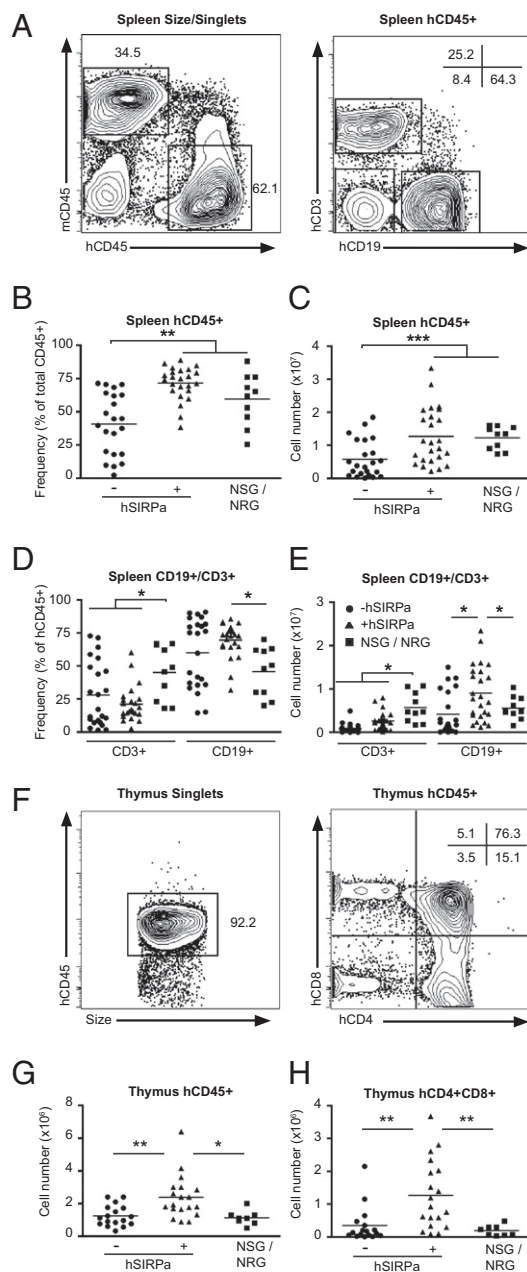 A
Spleen Size/Singlets
Spleen hCD45+
34.5
62.1
mCD45
hCD45
25.2
8.4 64.3
hCD3
hCD19
B
Spleen hCD45+
**
100
75
50
25
0
Frequency (% of total CD45+)
- + NSG /
hSIRPa NRG
C
Spleen hCD45+
***
4
3
2
1
0
Cell number (x10⁷)
- + NSG /
hSIRPa NRG
D
Spleen CD19+/CD3+
* *
100
75
50
25
0
Frequency (% of hCD45+)
CD3+ CD19+
E
Spleen CD19+/CD3+
-hSIRPa
+hSIRPa
NSG / NRG
* * *
3
2
1
0
Cell number (x10⁷)
CD3+ CD19+
F
Thymus Singlets
Thymus hCD45+
92.2
hCD45
Size
5.1 76.3
3.5 15.1
hCD8
hCD4
G
Thymus hCD45+
** *
8
6
4
2
0
Cell number (x10⁶)
- + NSG /
hSIRPa NRG
H
Thymus hCD4+CD8+
** **
4
3
2
1
0
Cell number (x10⁶)
- + NSG /
hSIRPa NRG